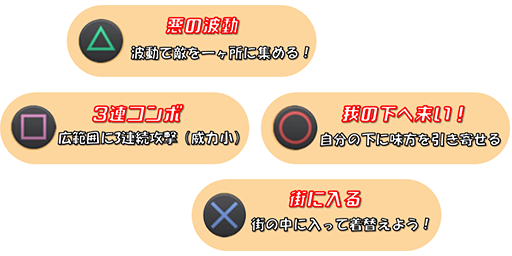 悪の波動
波動で敵を一ヶ所に集める！
3連コンボ
広範囲に3連続攻撃（威力小）
我の下へ来い！
自分の下に味方を引き寄せる
街に入る
街の中に入って着替えよう！